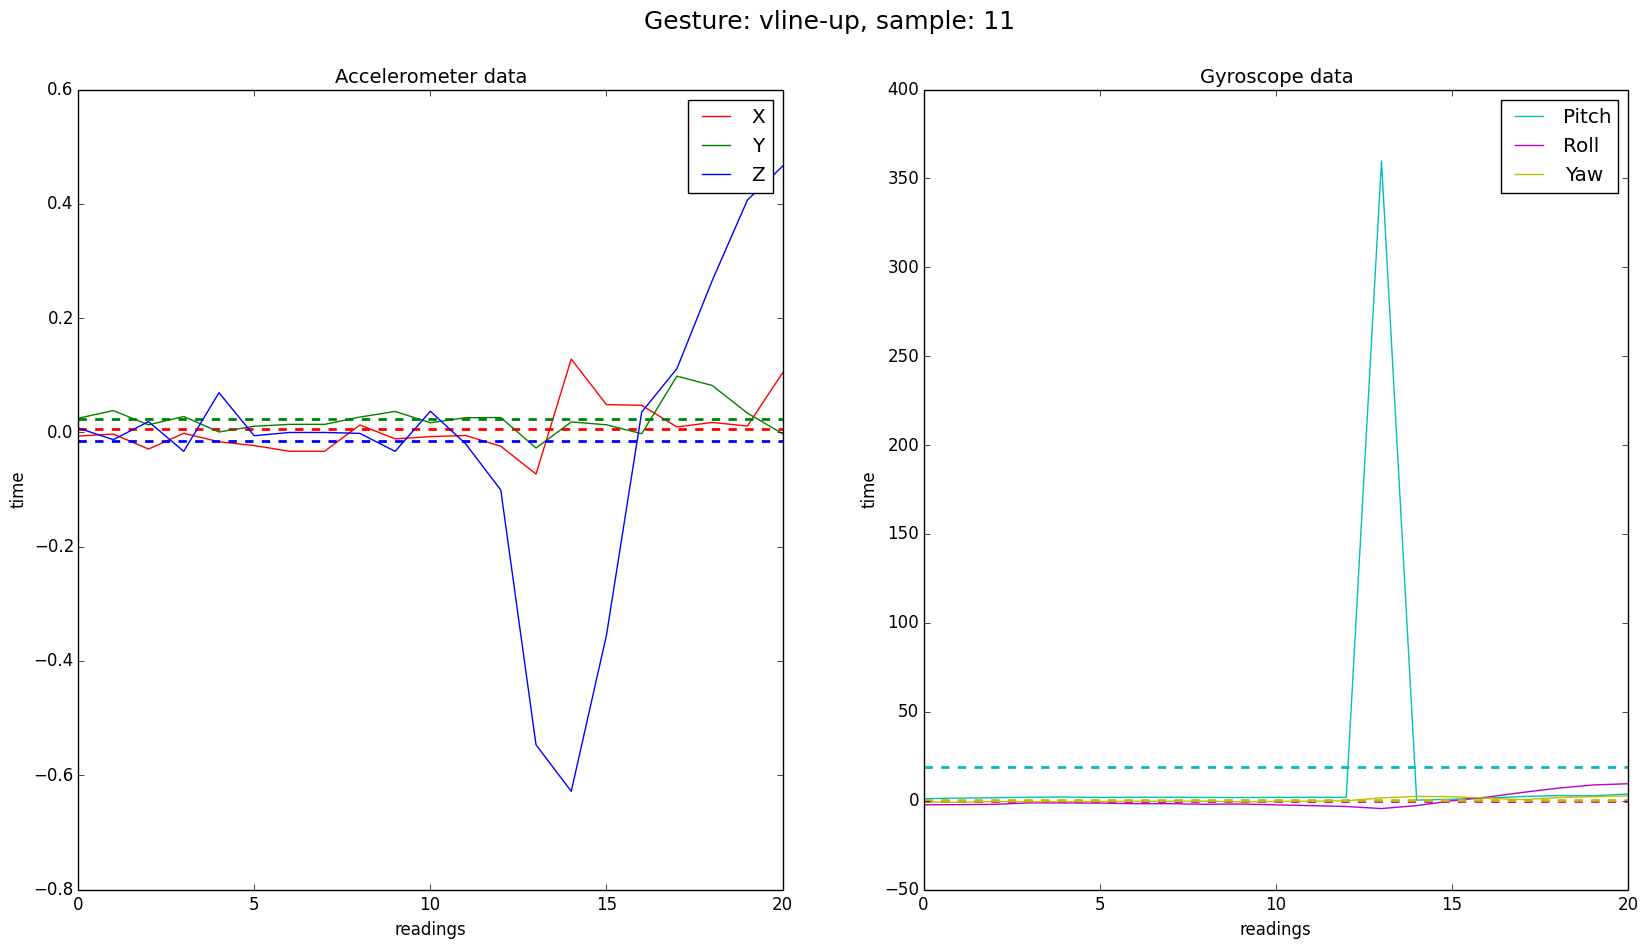 Gesture: vline-up, sample: 11
Accelerometer data
0.6
0.4
0.2
0.0
−0.2
−0.4
−0.6
−0.8
time
0
5
10
15
20
readings
X
Y
Z
Gyroscope data
400
350
300
250
200
150
100
50
0
−50
time
0
5
10
15
20
readings
Pitch
Roll
Yaw